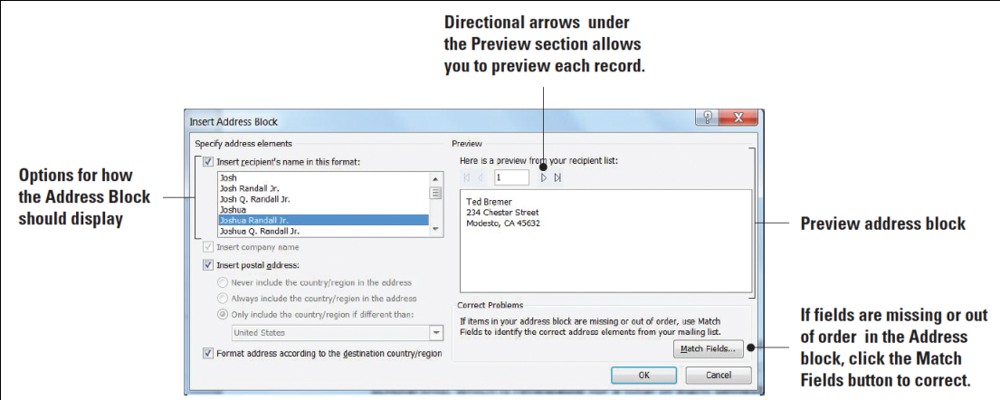 Directional arrows under
the Preview section allows
you to preview each record.
Insert Address Block
Specify address elements
Insert recipient's name in this format:
Josh
Josh Randall Jr.
Josh Q. Randall Jr.
Joshua
Joshua Randall Jr.
Joshua Q. Randall Jr.
Insert company name
Insert postal address:
Never include the country/region in the address
Always include the country/region in the address
Only include the country/region if different than:
United States
Format address according to the destination country/region
Preview
Here is a preview from your recipient list:
1
Ted Bremer
234 Chester Street
Modesto, CA 45632
Correct Problems
If items in your address block are missing or out of order, use Match
Fields to identify the correct address elements from your mailing list.
Match Fields...
OK
Cancel
Options for how
the Address Block
should display
Preview address block
If fields are missing or out
of order in the Address
block, click the Match
Fields button to correct.